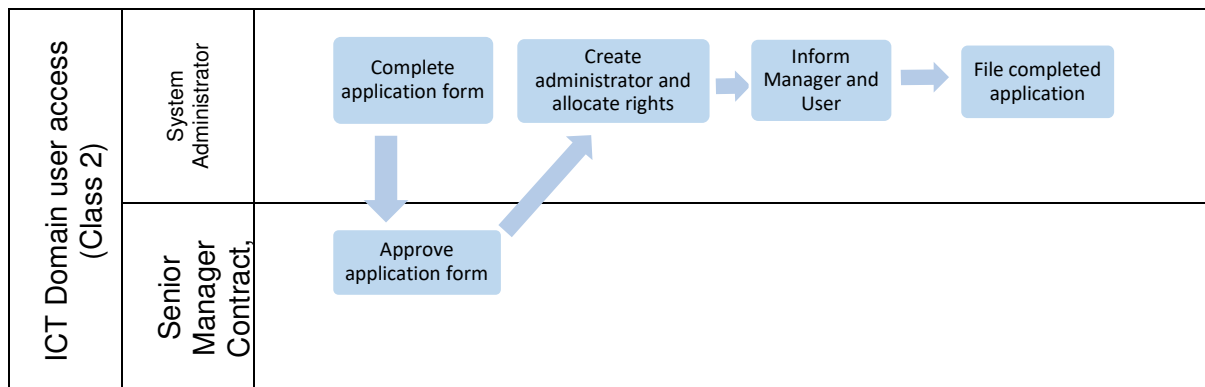 ICT Domain user access
(Class 2)
System
Administrator
Complete
application form
Create
administrator and
allocate rights
Inform
Manager and
User
File completed
application
Senior
Manager
Contract,
Approve
application form